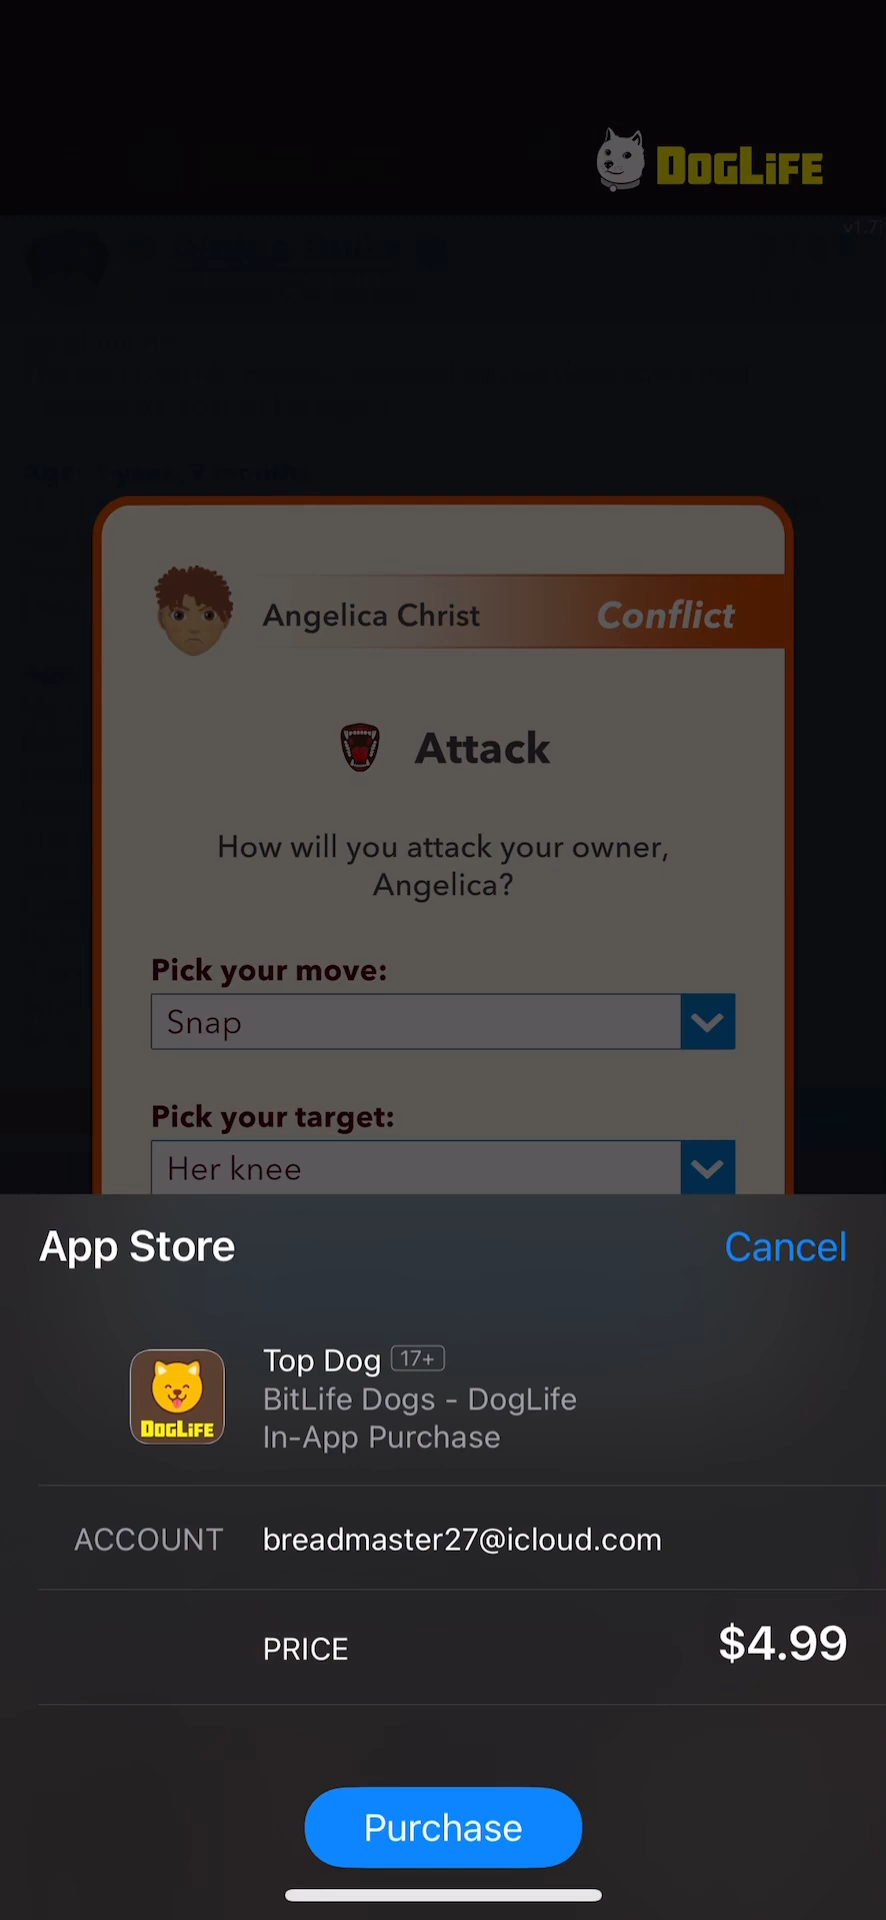 DOGLIFE
v1.7
Angelica Christ
Conflict
Attack
How will you attack your owner,
Angelica?
Pick your move:
Snap
Pick your target:
Her knee
App Store
Cancel
Top Dog 17+
BitLife Dogs - DogLife
In-App Purchase
DOGLIFE
ACCOUNT breadmaster27@icloud.com
PRICE $4.99
Purchase